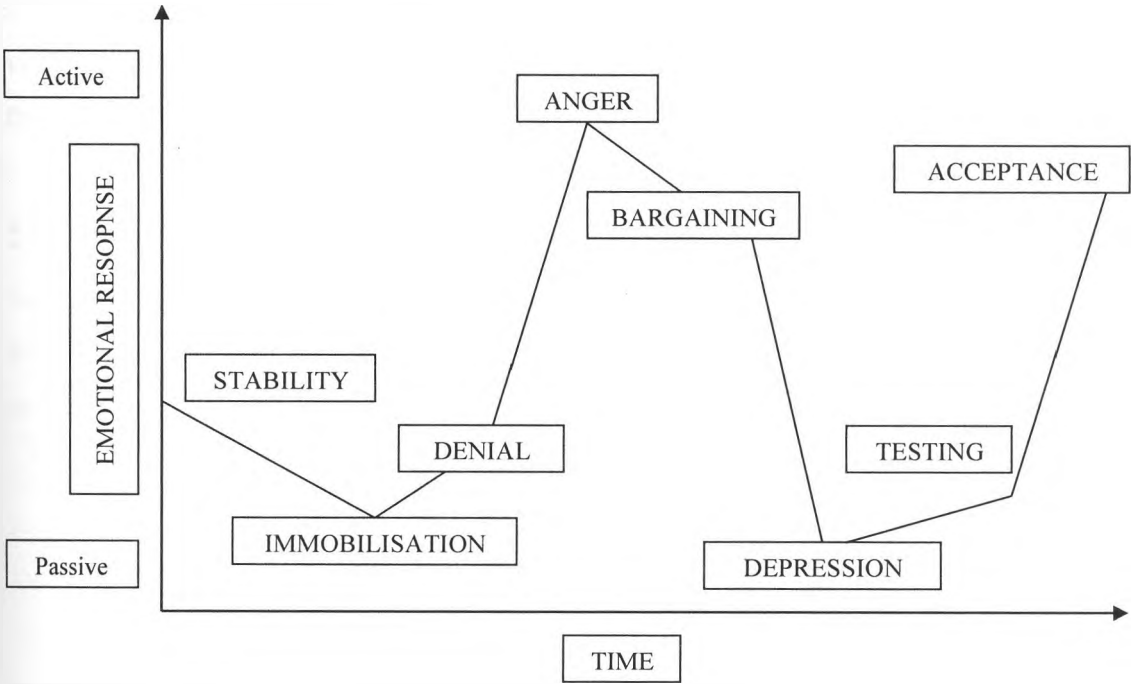 Active
ANGER
ACCEPTANCE
BARGAINING
EMOTIONAL RESOPNSE
STABILITY
DENIAL
TESTING
IMMOBILISATION
DEPRESSION
Passive
TIME